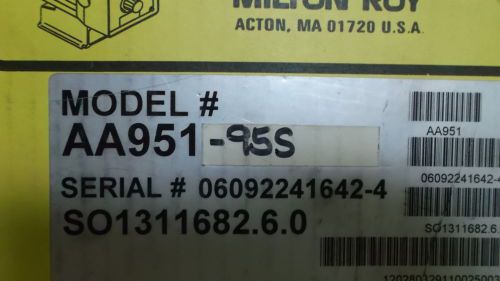 MILTON ROY
ACTON, MA 01720 U.S.A.
MODEL #
AA951-95S
SERIAL # 06092241642-4
SO1311682.6.0
AA951
06092241642-4
SO1311682.6.
1202803291100250003